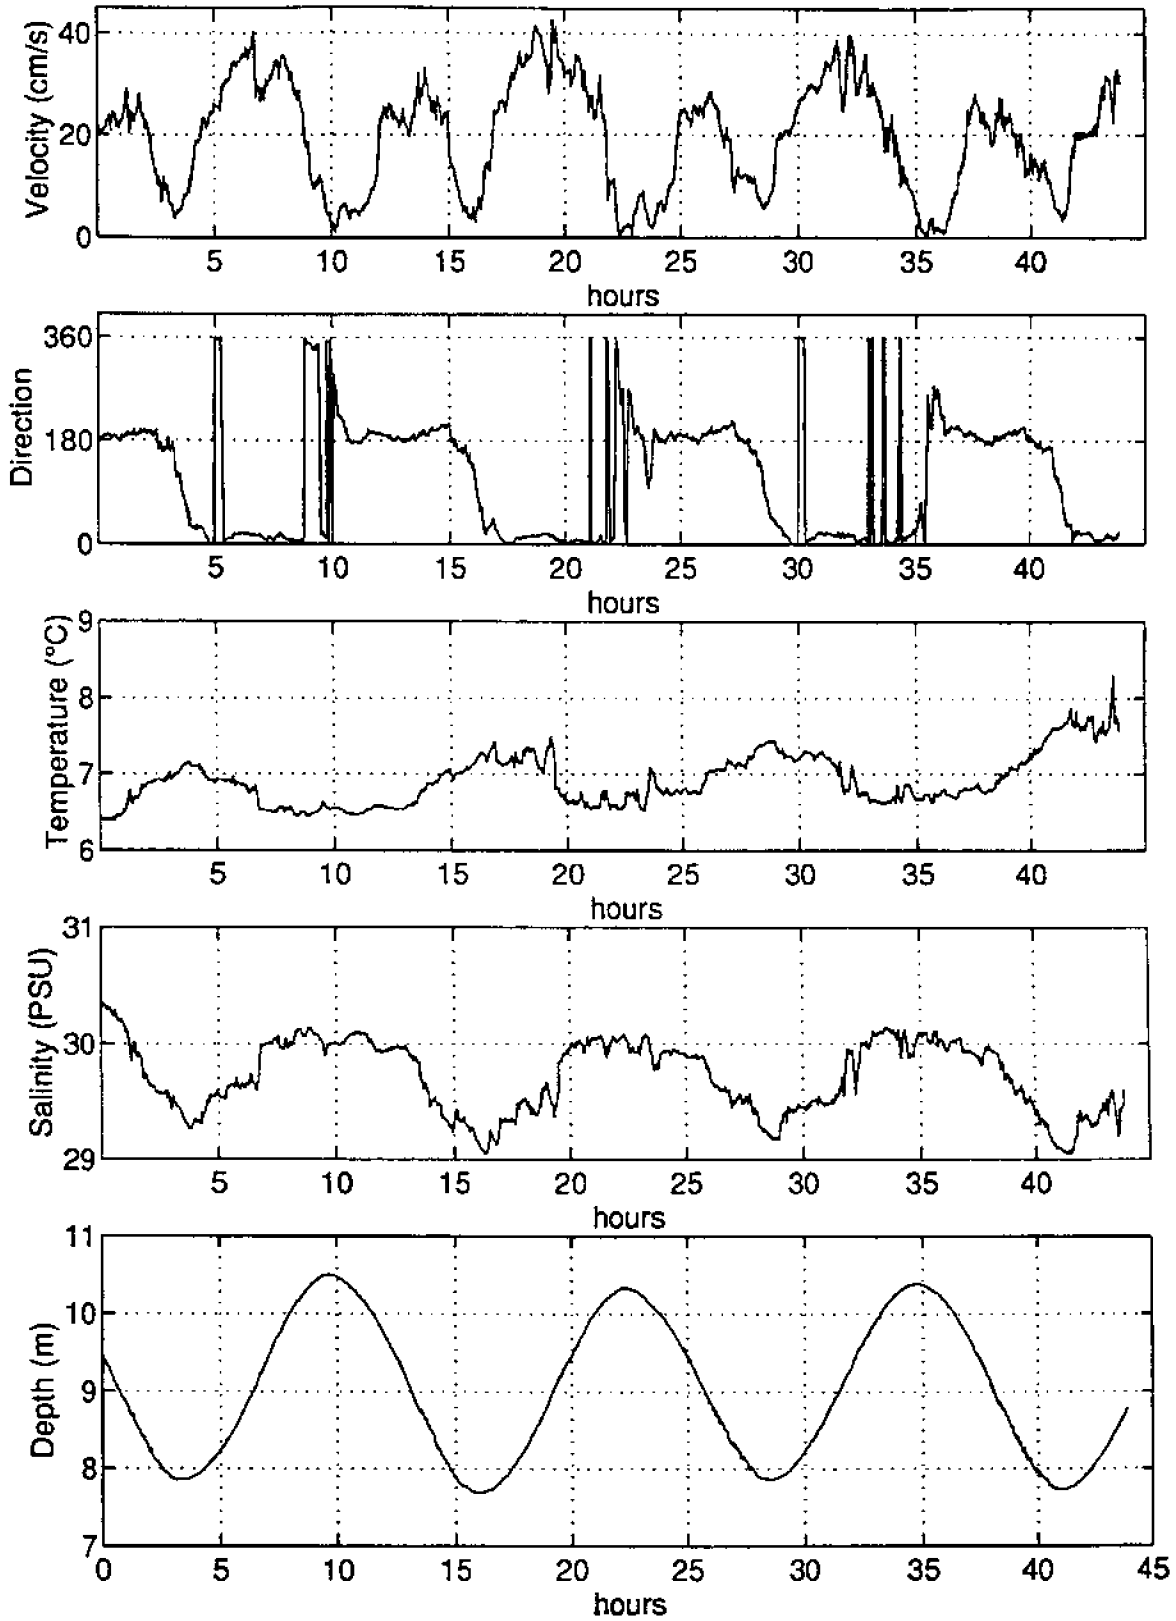 Velocity (cm/s)
40
20
0
5 10 15 20 25 30 35 40
hours
Direction
360
180
0
5 10 15 20 25 30 35 40
hours
Temperature (°C)
9
8
7
6
5 10 15 20 25 30 35 40
hours
Salinity (PSU)
31
30
29
5 10 15 20 25 30 35 40
hours
Depth (m)
11
10
9
8
7
0 5 10 15 20 25 30 35 40 45
hours